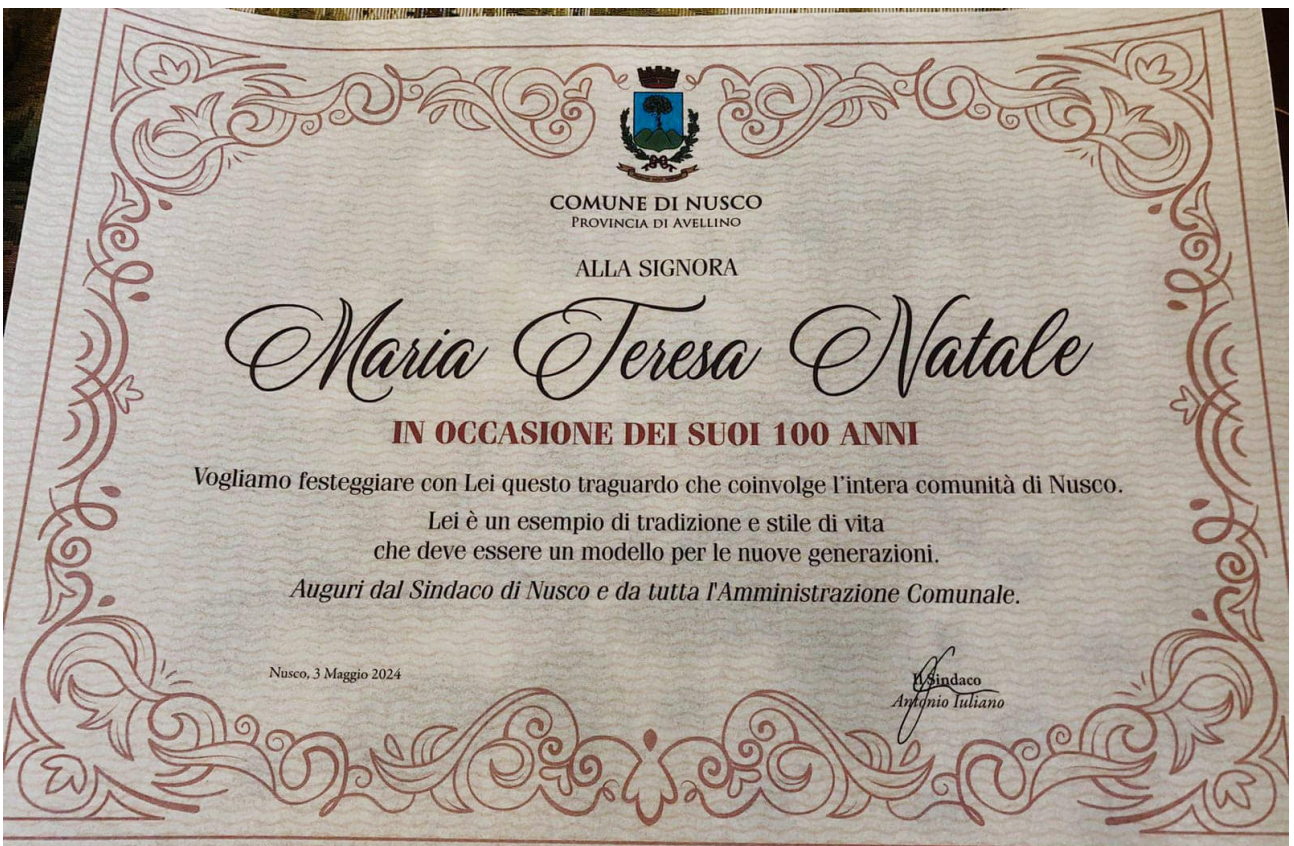 COMUNE DI NUSCO
PROVINCIA DI AVELLINO
ALLA SIGNORA
Maria Teresa Natale
IN OCCASIONE DEI SUOI 100 ANNI
Vogliamo festeggiare con Lei questo traguardo che coinvolge l'intera comunità di Nusco.
Lei è un esempio di tradizione e stile di vita
che deve essere un modello per le nuove generazioni.
Auguri dal Sindaco di Nusco e da tutta l'Amministrazione Comunale.
Nusco, 3 Maggio 2024
Il Sindaco
Antonio Iuliano